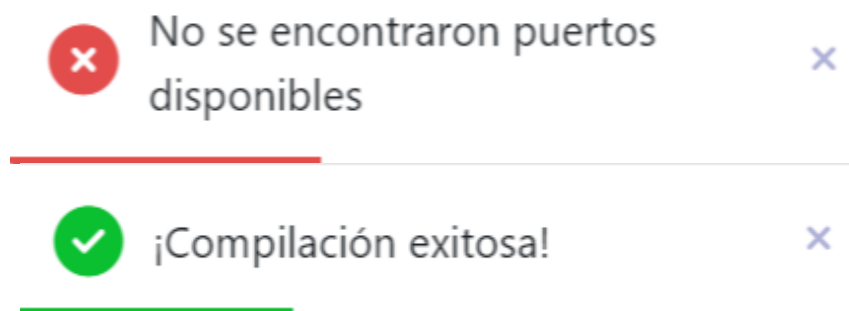 No se encontraron puertos
disponibles
¡Compilación exitosa!